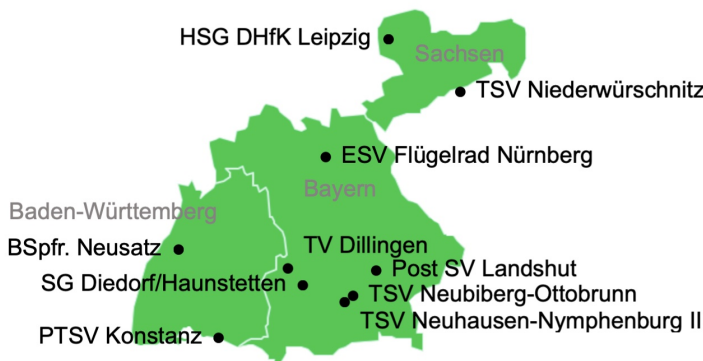 HSG DHfK Leipzig
Sachsen
TSV Niederwürschnitz
ESV Flügelrad Nürnberg
Bayern
Baden-Württemberg
BSpfr. Neusatz
TV Dillingen
Post SV Landshut
SG Diedorf/Haunstetten
TSV Neubiberg-Ottobrunn
TSV Neuhausen-Nymphenburg II
PTSV Konstanz